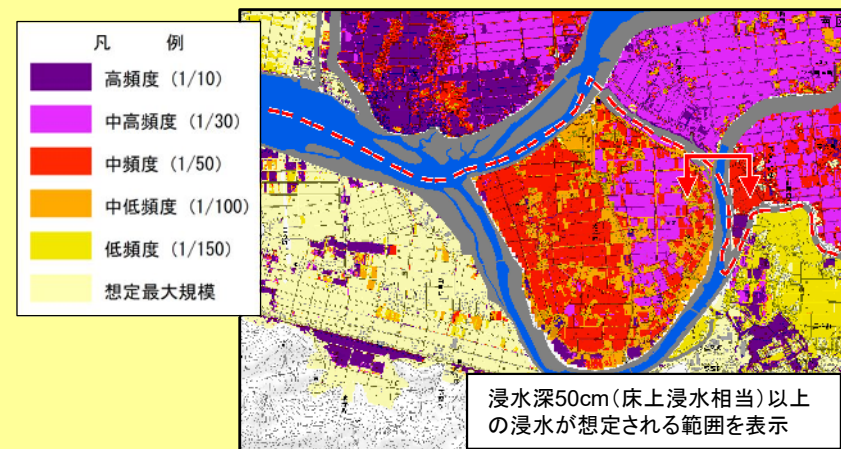 凡　例
高頻度（1/10）
中高頻度（1/30）
中頻度（1/50）
中低頻度（1/100）
低頻度（1/150）
想定最大規模
浸水深50cm（床上浸水相当）以上
の浸水が想定される範囲を表示